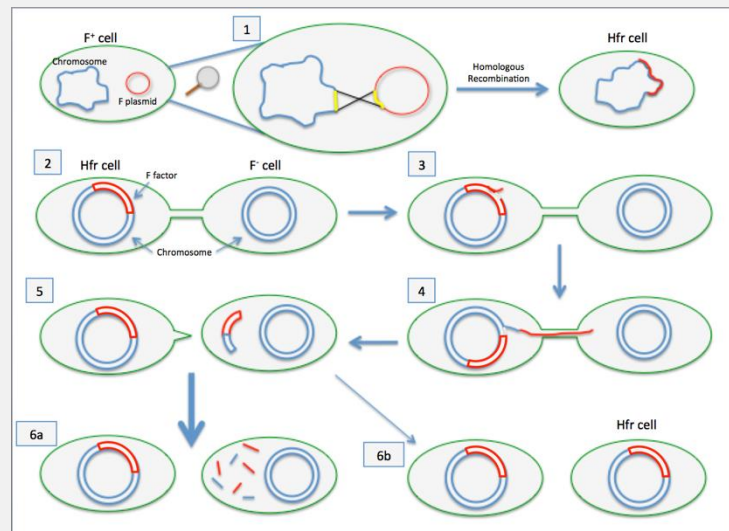 F⁺ cell
Chromosome
F plasmid
1
Homologous
Recombination
Hfr cell
2
Hfr cell
F factor
F⁻ cell
Chromosome
3
5
4
6a
6b
Hfr cell